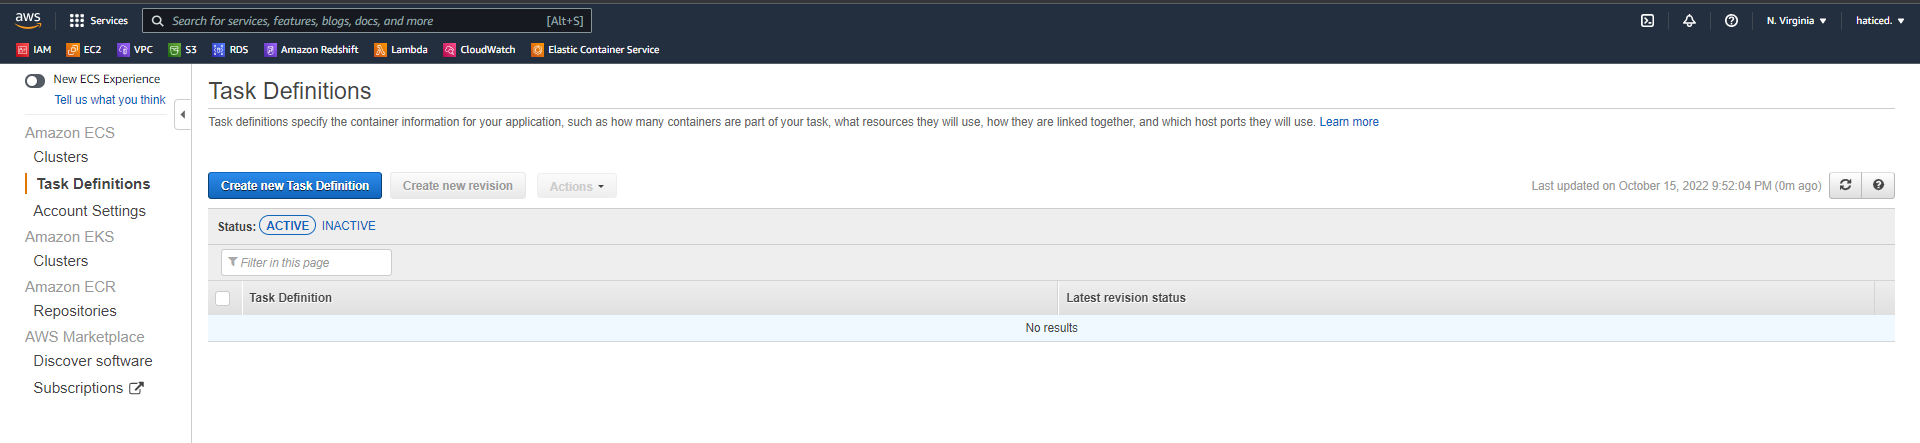 aws Services Search for services, features, blogs, docs, and more [Alt+S] N. Virginia haticed.
IAM EC2 VPC S3 RDS Amazon Redshift Lambda CloudWatch Elastic Container Service
New ECS Experience
Tell us what you think
Amazon ECS
Clusters
Task Definitions
Account Settings
Amazon EKS
Clusters
Amazon ECR
Repositories
AWS Marketplace
Discover software
Subscriptions
Task Definitions
Task definitions specify the container information for your application, such as how many containers are part of your task, what resources they will use, how they are linked together, and which host ports they will use. Learn more
Create new Task Definition Create new revision Actions Last updated on October 15, 2022 9:52:04 PM (0m ago)
Status: ACTIVE INACTIVE
Filter in this page
Task Definition Latest revision status
No results